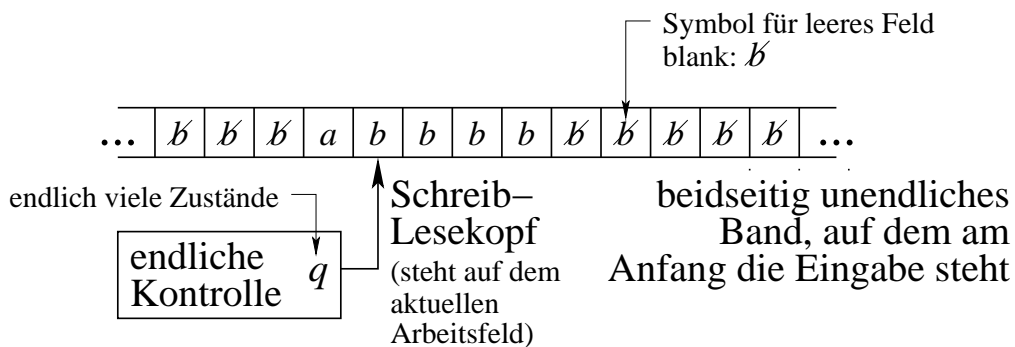 Symbol für leeres Feld
blank: b̸
... b̸ b̸ b̸ a b b b b b̸ b̸ b̸ b̸ b̸ ...
endlich viele Zustände
endliche q
Kontrolle
Schreib–
Lesekopf
(steht auf dem
aktuellen
Arbeitsfeld)
beidseitig unendliches
Band, auf dem am
Anfang die Eingabe steht